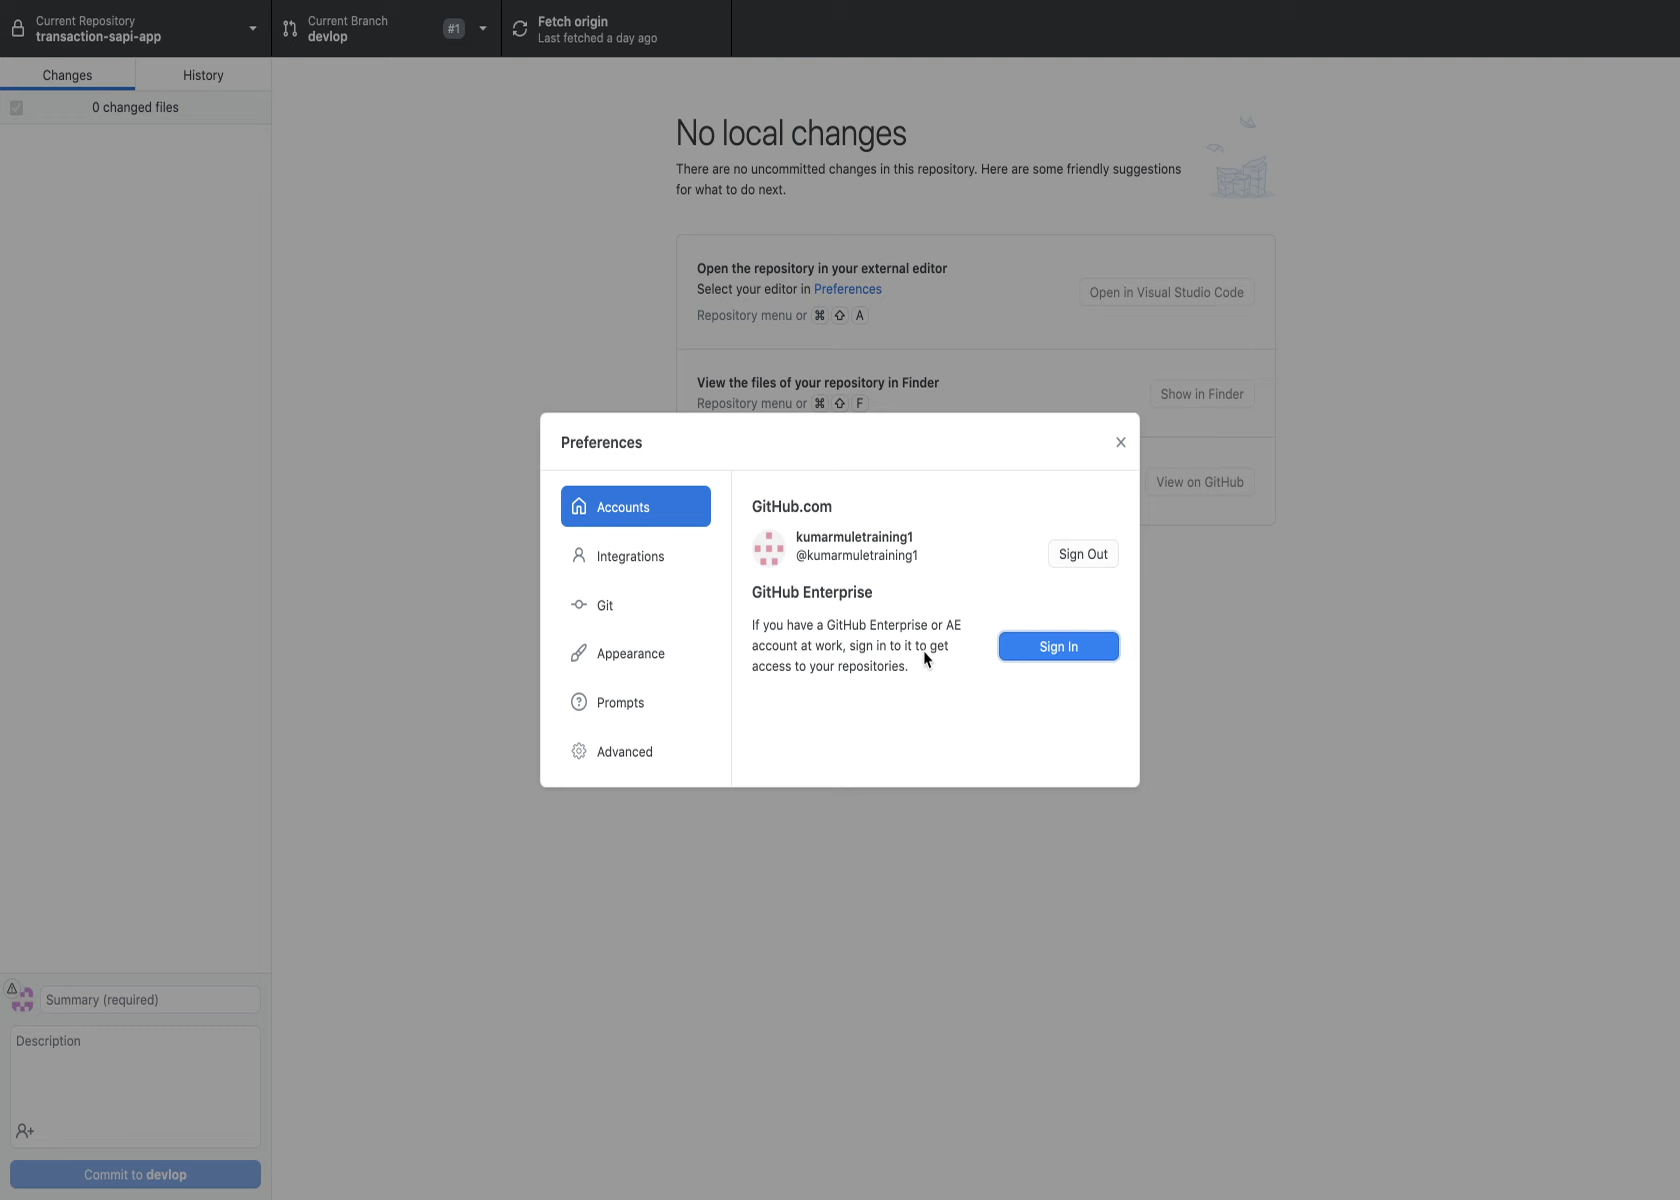 Current Repository
transaction-sapi-app
Current Branch
devlop
#1
Fetch origin
Last fetched a day ago
Changes
History
0 changed files
No local changes
There are no uncommitted changes in this repository. Here are some friendly suggestions
for what to do next.
Open the repository in your external editor
Select your editor in Preferences
Repository menu or ⌘ ⇧ A
Open in Visual Studio Code
View the files of your repository in Finder
Repository menu or ⌘ ⇧ F
Show in Finder
View on GitHub
Preferences
Accounts
Integrations
Git
Appearance
Prompts
Advanced
GitHub.com
kumarmuletraining1
@kumarmuletraining1
Sign Out
GitHub Enterprise
If you have a GitHub Enterprise or AE
account at work, sign in to it to get
access to your repositories.
Sign In
Summary (required)
Description
Commit to devlop